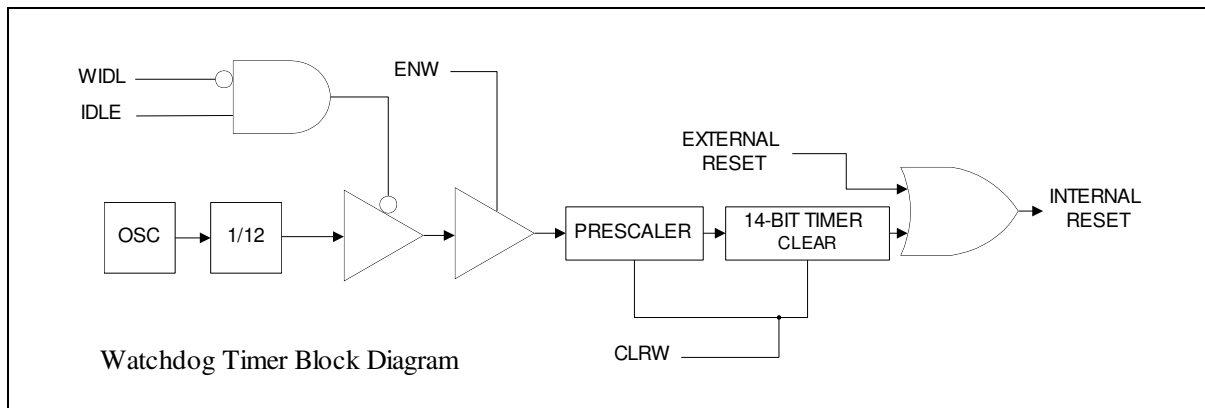 WIDL
IDLE
ENW
EXTERNAL
RESET
INTERNAL
RESET
OSC
1/12
PRESCALER
14-BIT TIMER
CLEAR
CLRW
Watchdog Timer Block Diagram